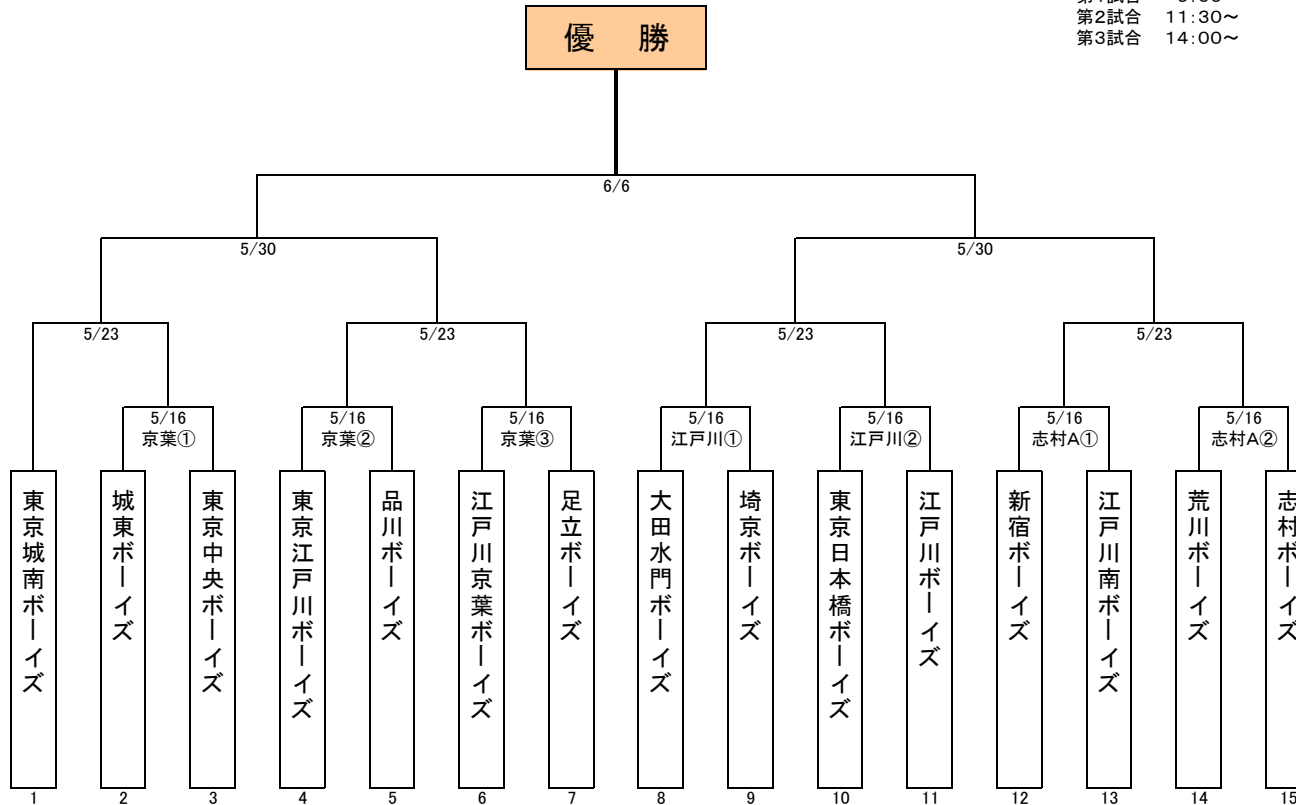 第2試合 11:30～
第3試合 14:00～
優 勝
6/6
5/30
5/30
5/23
5/23
5/23
5/23
5/16
京葉①
5/16
京葉②
5/16
京葉③
5/16
江戸川①
5/16
江戸川②
5/16
志村A①
5/16
志村A②
東京城南ボーイズ
城東ボーイズ
東京中央ボーイズ
東京江戸川ボーイズ
品川ボーイズ
江戸川京葉ボーイズ
足立ボーイズ
大田水門ボーイズ
埼京ボーイズ
東京日本橋ボーイズ
江戸川ボーイズ
新宿ボーイズ
江戸川南ボーイズ
荒川ボーイズ
志村ボーイズ
1 2 3 4 5 6 7 8 9 10 11 12 13 14 15